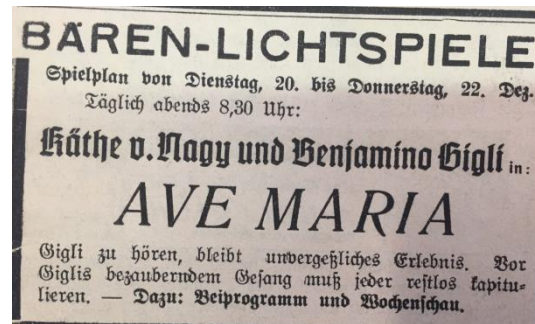 BÄREN-LICHTSPIELE
Spielplan von Dienstag, 20. bis Donnerstag, 22. Dez.
Täglich abends 8,30 Uhr:
Käthe v. Nagy und Benjamino Gigli in:
AVE MARIA
Gigli zu hören, bleibt unvergeßliches Erlebnis. Vor
Giglis bezauberndem Gesang muß jeder restlos kapitu-
lieren. — Dazu: Beiprogramm und Wochenschau.